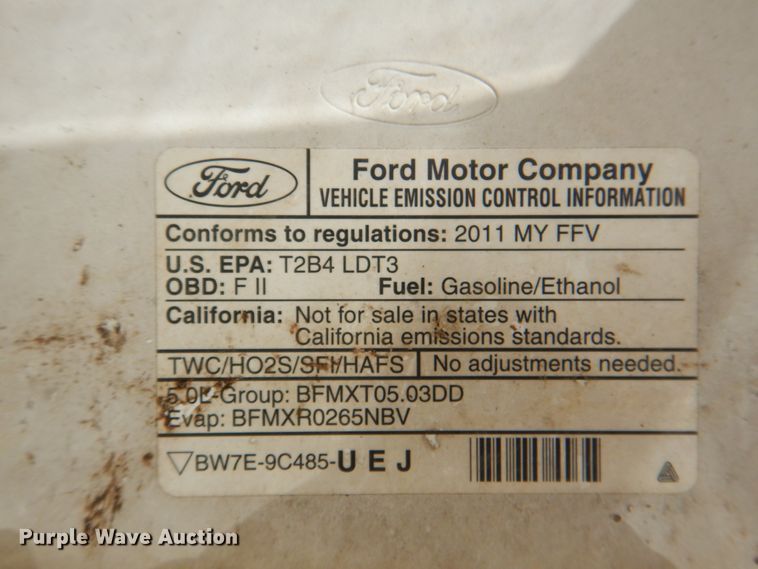 Ford
Ford
Ford Motor Company
VEHICLE EMISSION CONTROL INFORMATION
Conforms to regulations: 2011 MY FFV
U.S. EPA: T2B4 LDT3
OBD: F II Fuel: Gasoline/Ethanol
California: Not for sale in states with
California emissions standards.
TWC/HO2S/SFI/HAFS No adjustments needed.
5.0L-Group: BFMXT05.03DD
Evap: BFMXR0265NBV
BW7E-9C485-U E J
Purple Wave Auction